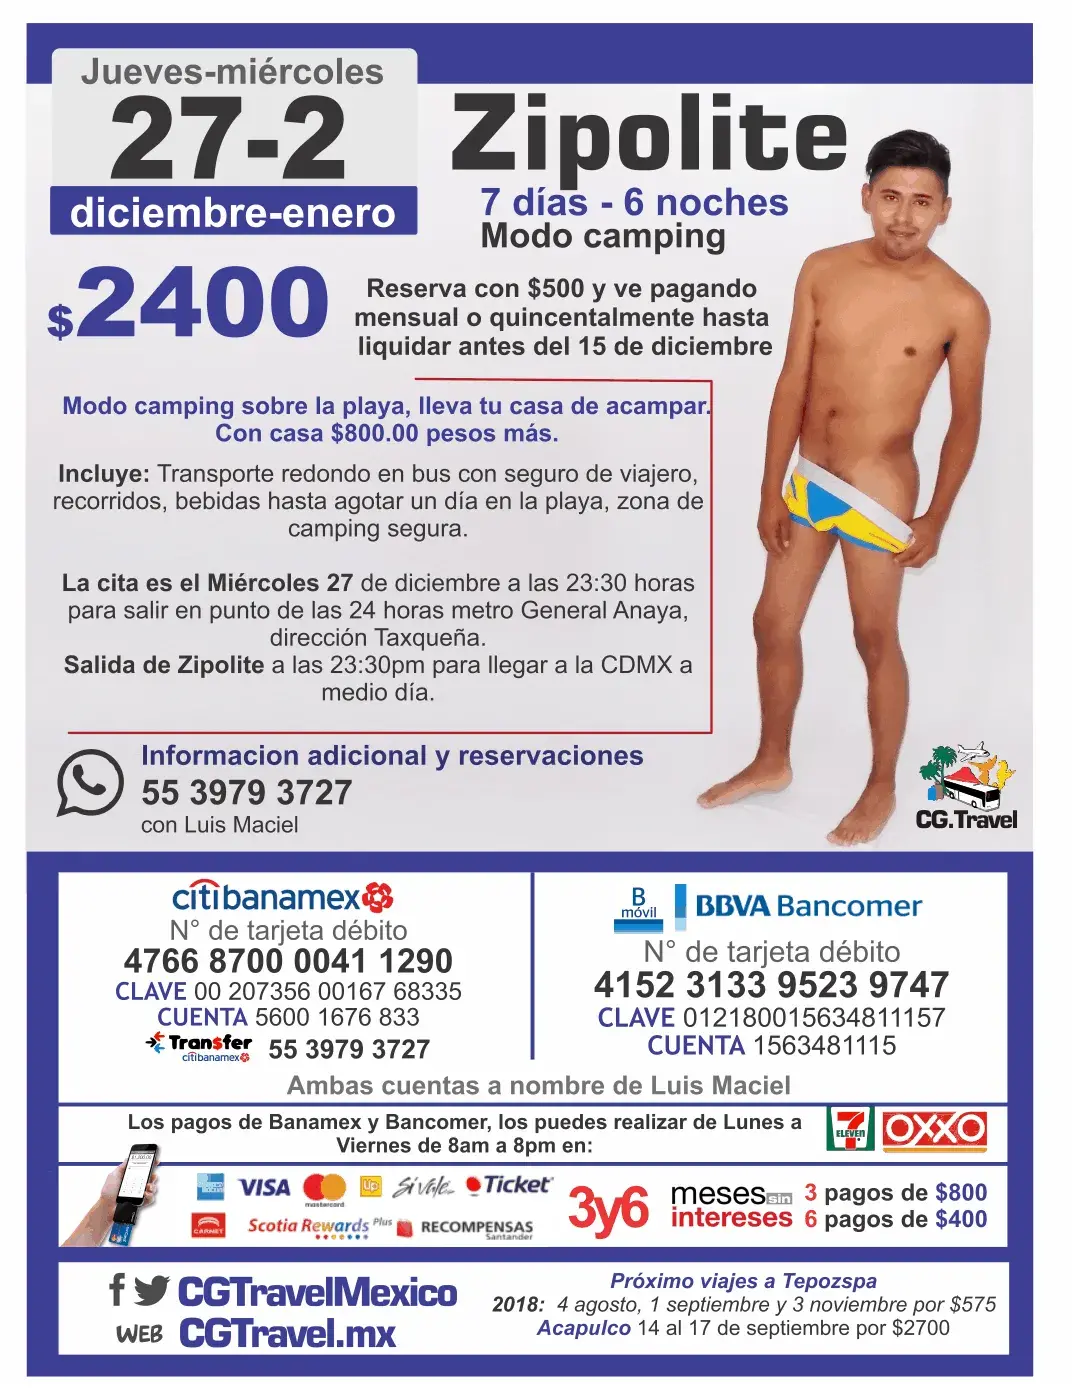 Jueves-miércoles
27-2
diciembre-enero
Zipolite
7 días - 6 noches
Modo camping
$2400
Reserva con $500 y ve pagando
mensual o quincentalmente hasta
liquidar antes del 15 de diciembre
Modo camping sobre la playa, lleva tu casa de acampar.
Con casa $800.00 pesos más.
Incluye: Transporte redondo en bus con seguro de viajero,
recorridos, bebidas hasta agotar un día en la playa, zona de
camping segura.
La cita es el Miércoles 27 de diciembre a las 23:30 horas
para salir en punto de las 24 horas metro General Anaya,
dirección Taxqueña.
Salida de Zipolite a las 23:30pm para llegar a la CDMX a
medio día.
Informacion adicional y reservaciones
55 3979 3727
con Luis Maciel
CG.Travel
citibanamex
N° de tarjeta débito
4766 8700 0041 1290
CLAVE 00 207356 00167 68335
CUENTA 5600 1676 833
Tran$fer
citibanamex
55 3979 3727
B
móvil
BBVA Bancomer
N° de tarjeta débito
4152 3133 9523 9747
CLAVE 012180015634811157
CUENTA 1563481115
Ambas cuentas a nombre de Luis Maciel
Los pagos de Banamex y Bancomer, los puedes realizar de Lunes a
Viernes de 8am a 8pm en:
7 ELEVEN
OXXO
VISA
mastercard
Up
Sí Vale
Ticket
CARNET
Scotia Rewards Plus
RECOMPENSAS
Santander
3y6
meses sin
intereses
3 pagos de $800
6 pagos de $400
CGTravelMexico
WEB CGTravel.mx
Próximo viajes a Tepozspa
2018: 4 agosto, 1 septiembre y 3 noviembre por $575
Acapulco 14 al 17 de septiembre por $2700